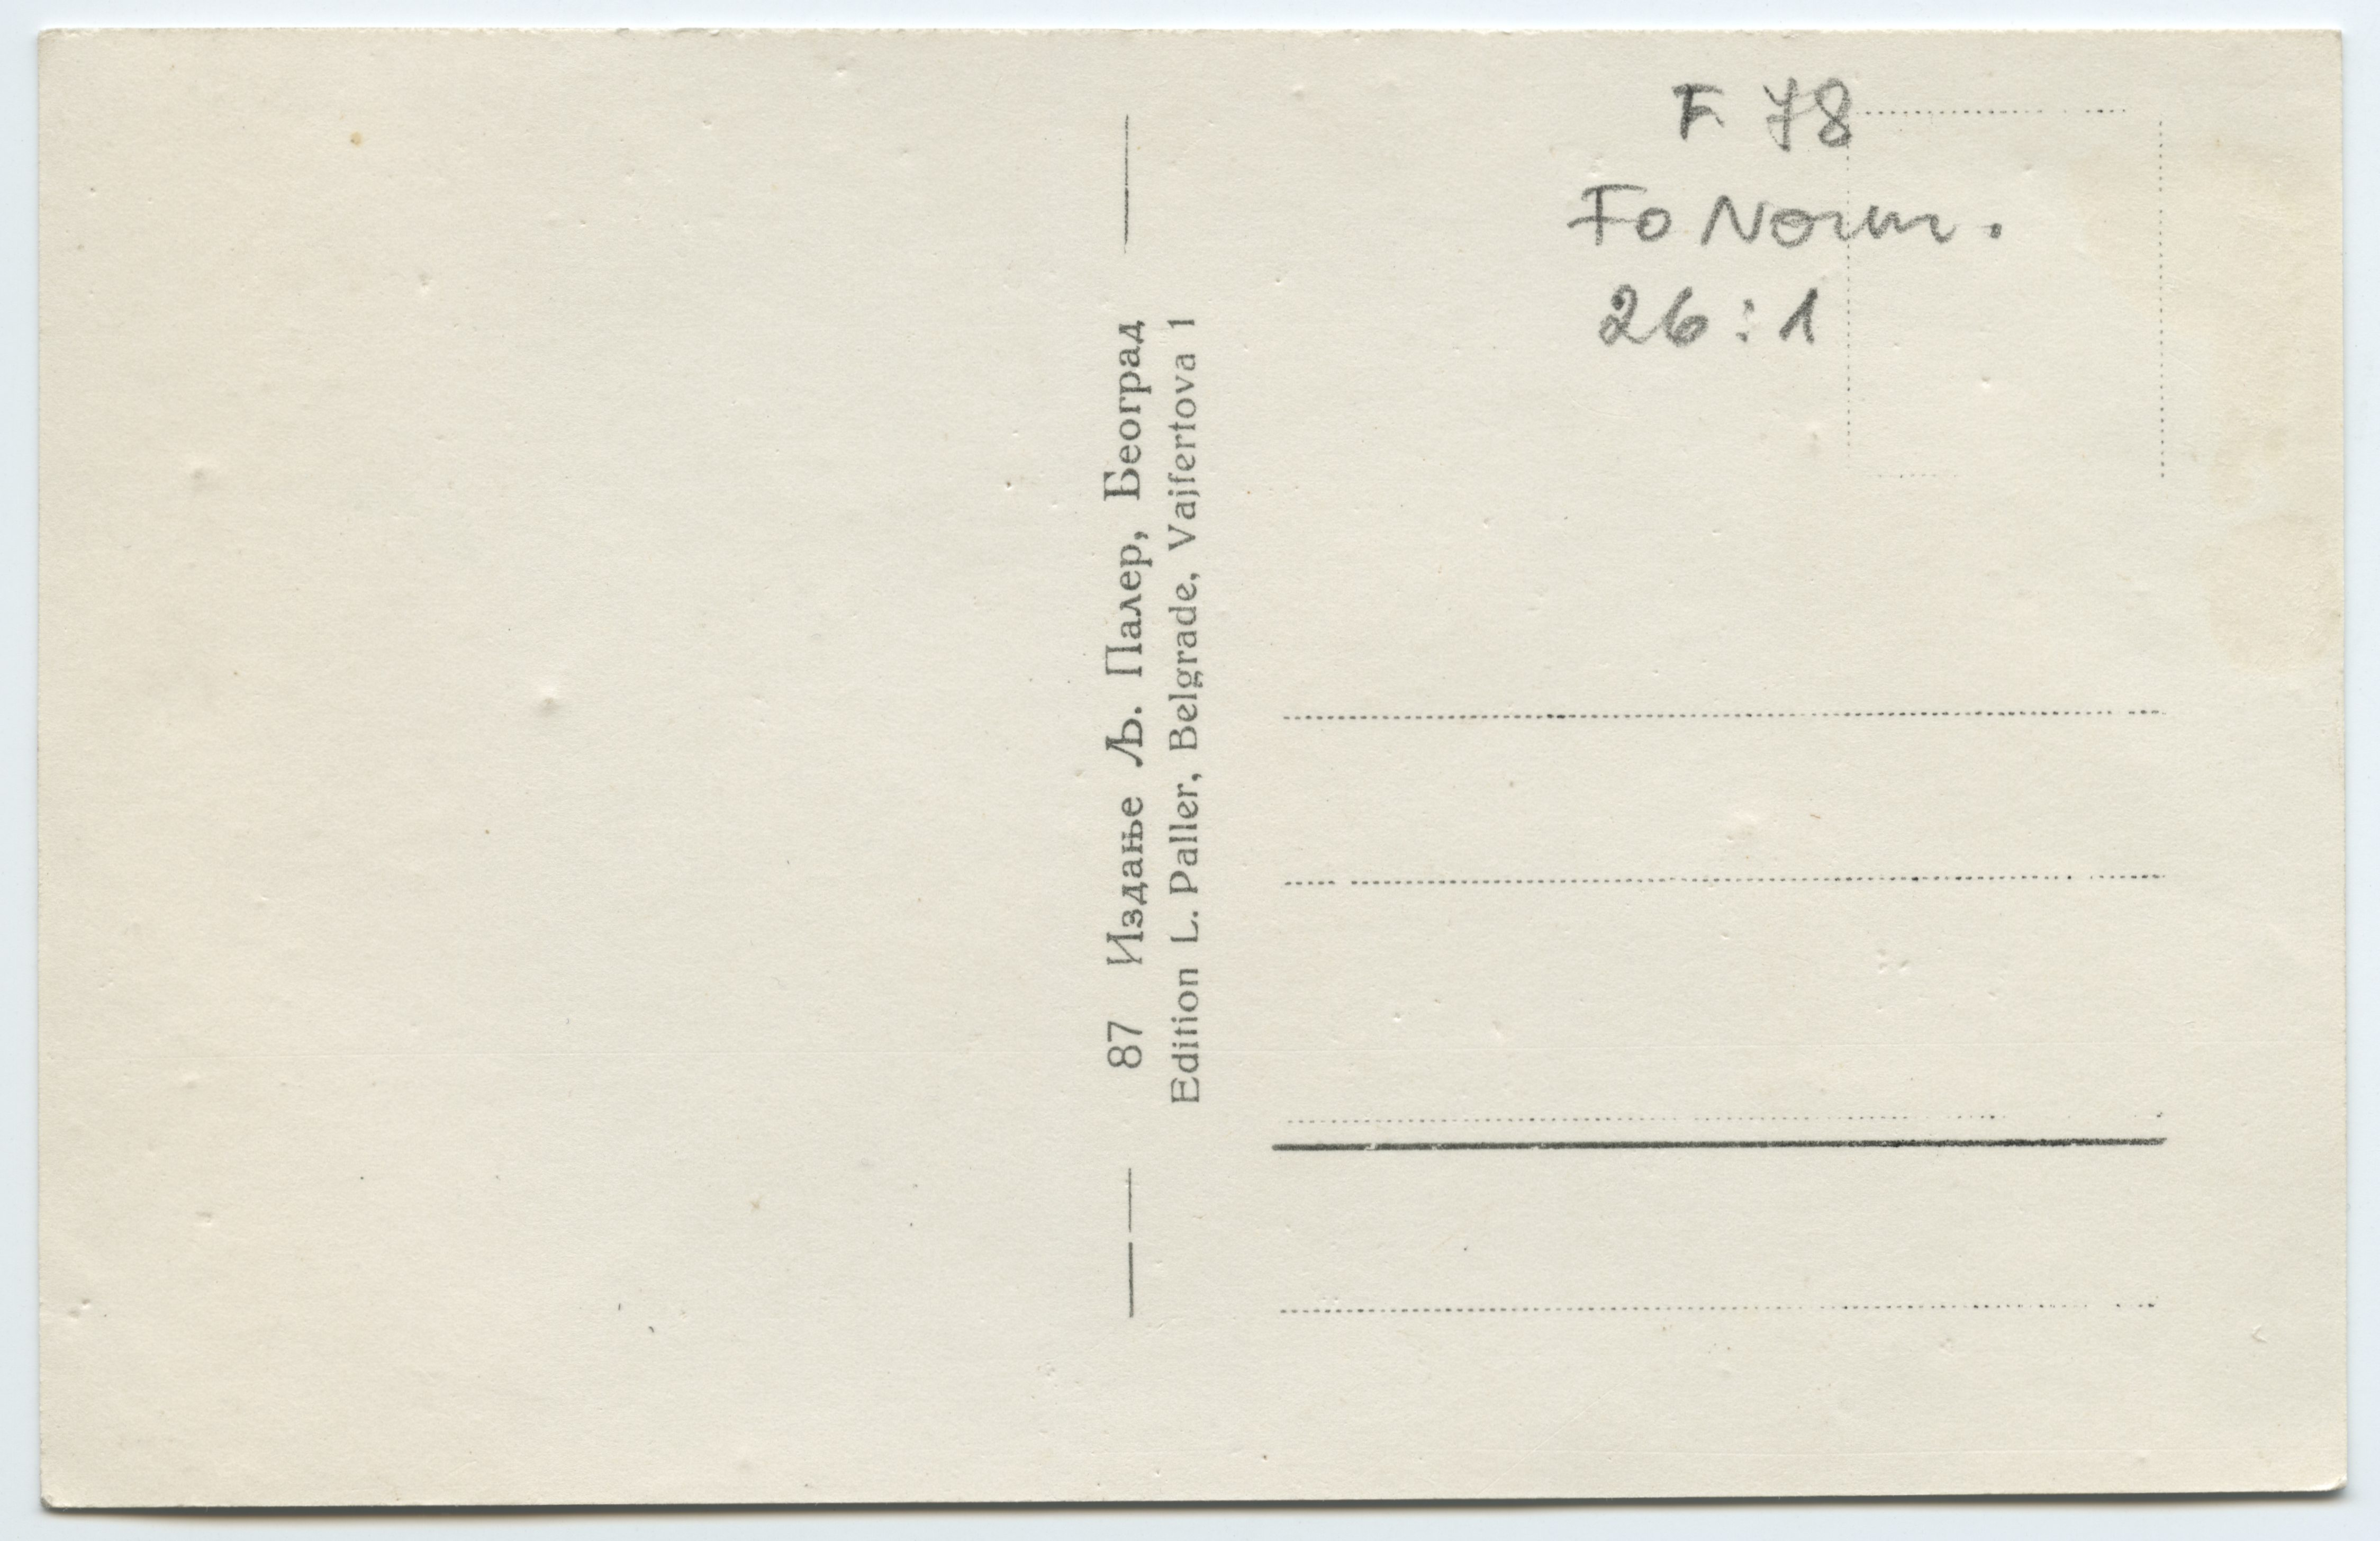 87 Издање Љ. Палер, Београд
Edition L. Paller, Belgrade, Vajfertova 1
F 78
Fo Norm.
26:1